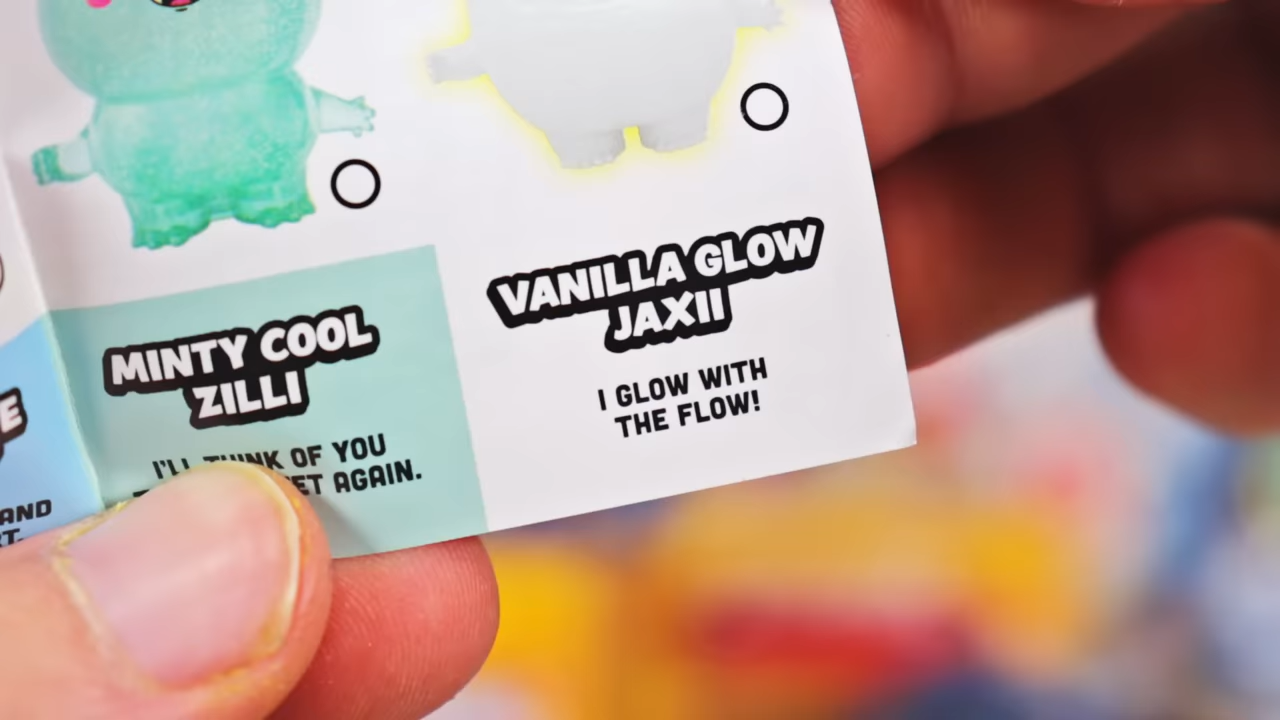 MINTY COOL
ZILLI
I'LL THINK OF YOU
ET AGAIN.
VANILLA GLOW
JAXII
I GLOW WITH
THE FLOW!
E
AND